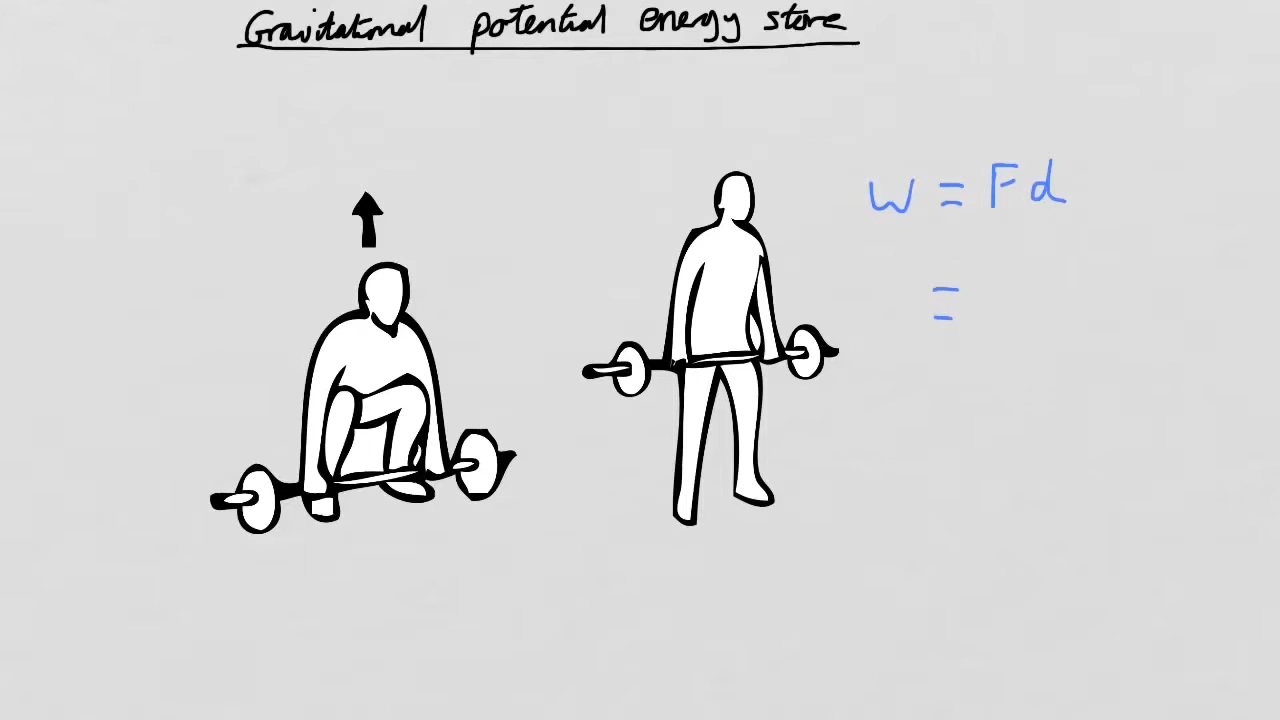 Gravitational potential energy store
W = Fd
=